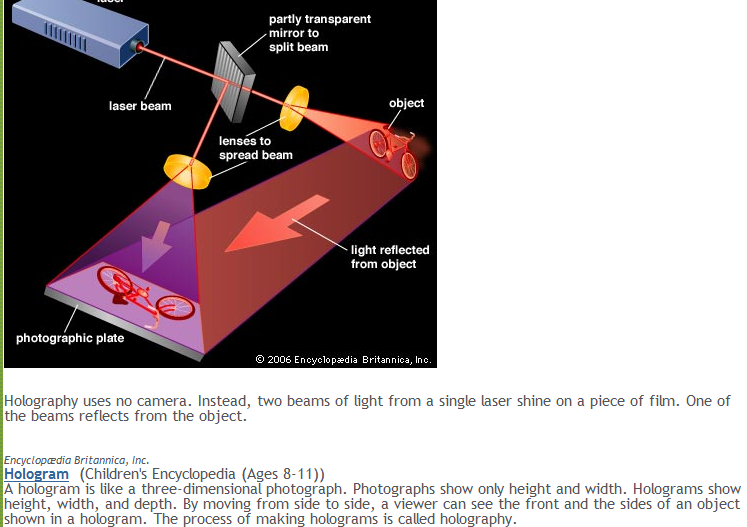 laser
partly transparent
mirror to
split beam
laser beam
object
lenses to
spread beam
light reflected
from object
photographic plate
© 2006 Encyclopædia Britannica, Inc.
Holography uses no camera. Instead, two beams of light from a single laser shine on a piece of film. One of
the beams reflects from the object.
Encyclopædia Britannica, Inc.
Hologram (Children's Encyclopedia (Ages 8-11))
A hologram is like a three-dimensional photograph. Photographs show only height and width. Holograms show
height, width, and depth. By moving from side to side, a viewer can see the front and the sides of an object
shown in a hologram. The process of making holograms is called holography.